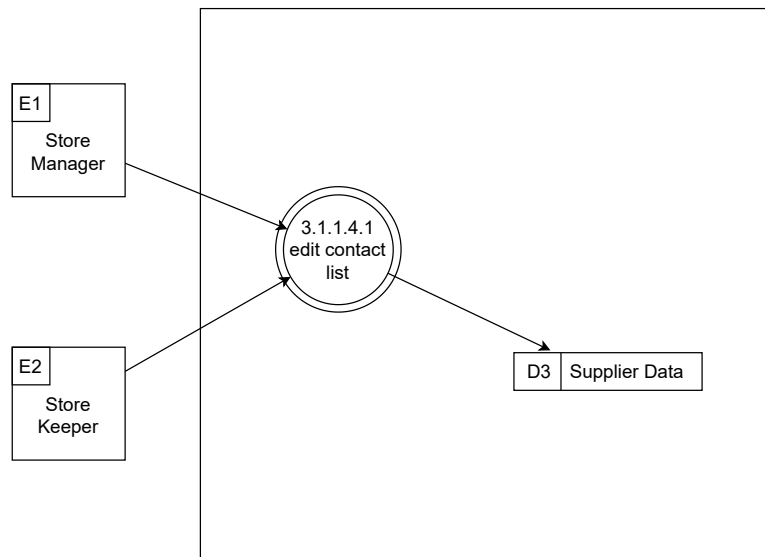 E1
Store
Manager
3.1.1.4.1
edit contact
list
E2
Store
Keeper
D3
Supplier Data